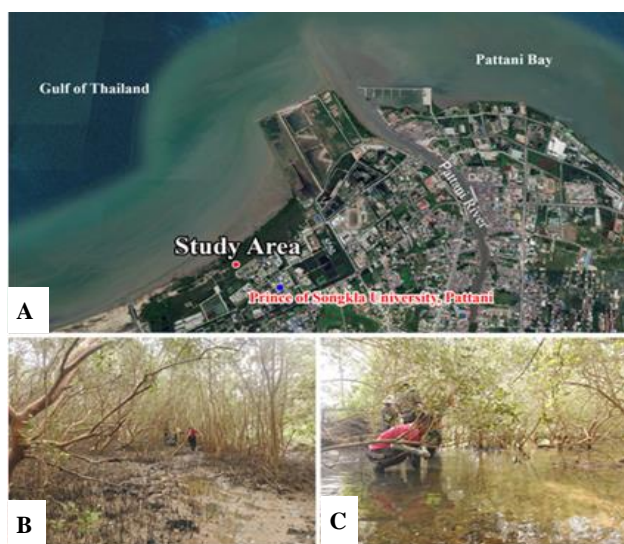 Gulf of Thailand
Pattani Bay
Pattani River
Study Area
Prince of Songkla University, Pattani
A
B
C